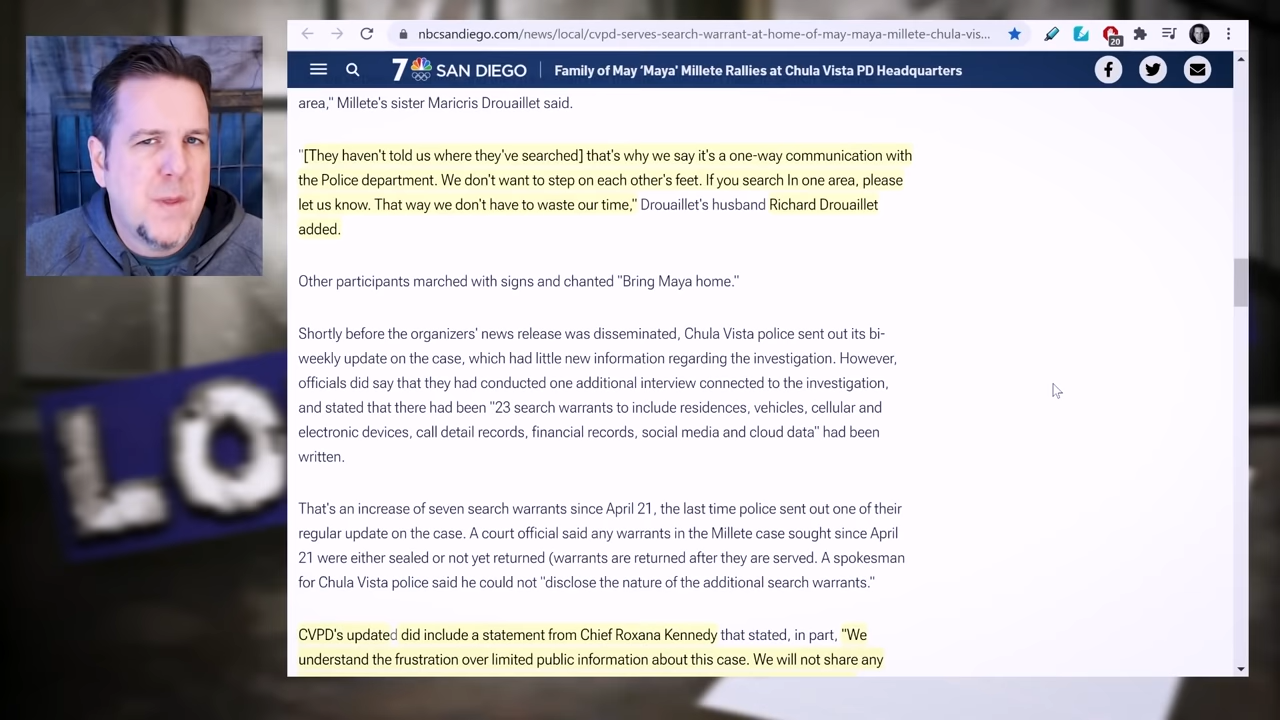 nbcsandiego.com/news/local/cvpd-serves-search-warrant-at-home-of-may-maya-millete-chula-vis...
20
7 SAN DIEGO
Family of May ‘Maya’ Millete Rallies at Chula Vista PD Headquarters
area," Millete's sister Maricris Drouaillet said.
"[They haven't told us where they've searched] that's why we say it's a one-way communication with
the Police department. We don't want to step on each other's feet. If you search In one area, please
let us know. That way we don't have to waste our time," Drouaillet's husband Richard Drouaillet
added.
Other participants marched with signs and chanted "Bring Maya home."
Shortly before the organizers' news release was disseminated, Chula Vista police sent out its bi-
weekly update on the case, which had little new information regarding the investigation. However,
officials did say that they had conducted one additional interview connected to the investigation,
and stated that there had been "23 search warrants to include residences, vehicles, cellular and
electronic devices, call detail records, financial records, social media and cloud data" had been
written.
That's an increase of seven search warrants since April 21, the last time police sent out one of their
regular update on the case. A court official said any warrants in the Millete case sought since April
21 were either sealed or not yet returned (warrants are returned after they are served. A spokesman
for Chula Vista police said he could not "disclose the nature of the additional search warrants."
CVPD's updated did include a statement from Chief Roxana Kennedy that stated, in part, "We
understand the frustration over limited public information about this case. We will not share any
LO